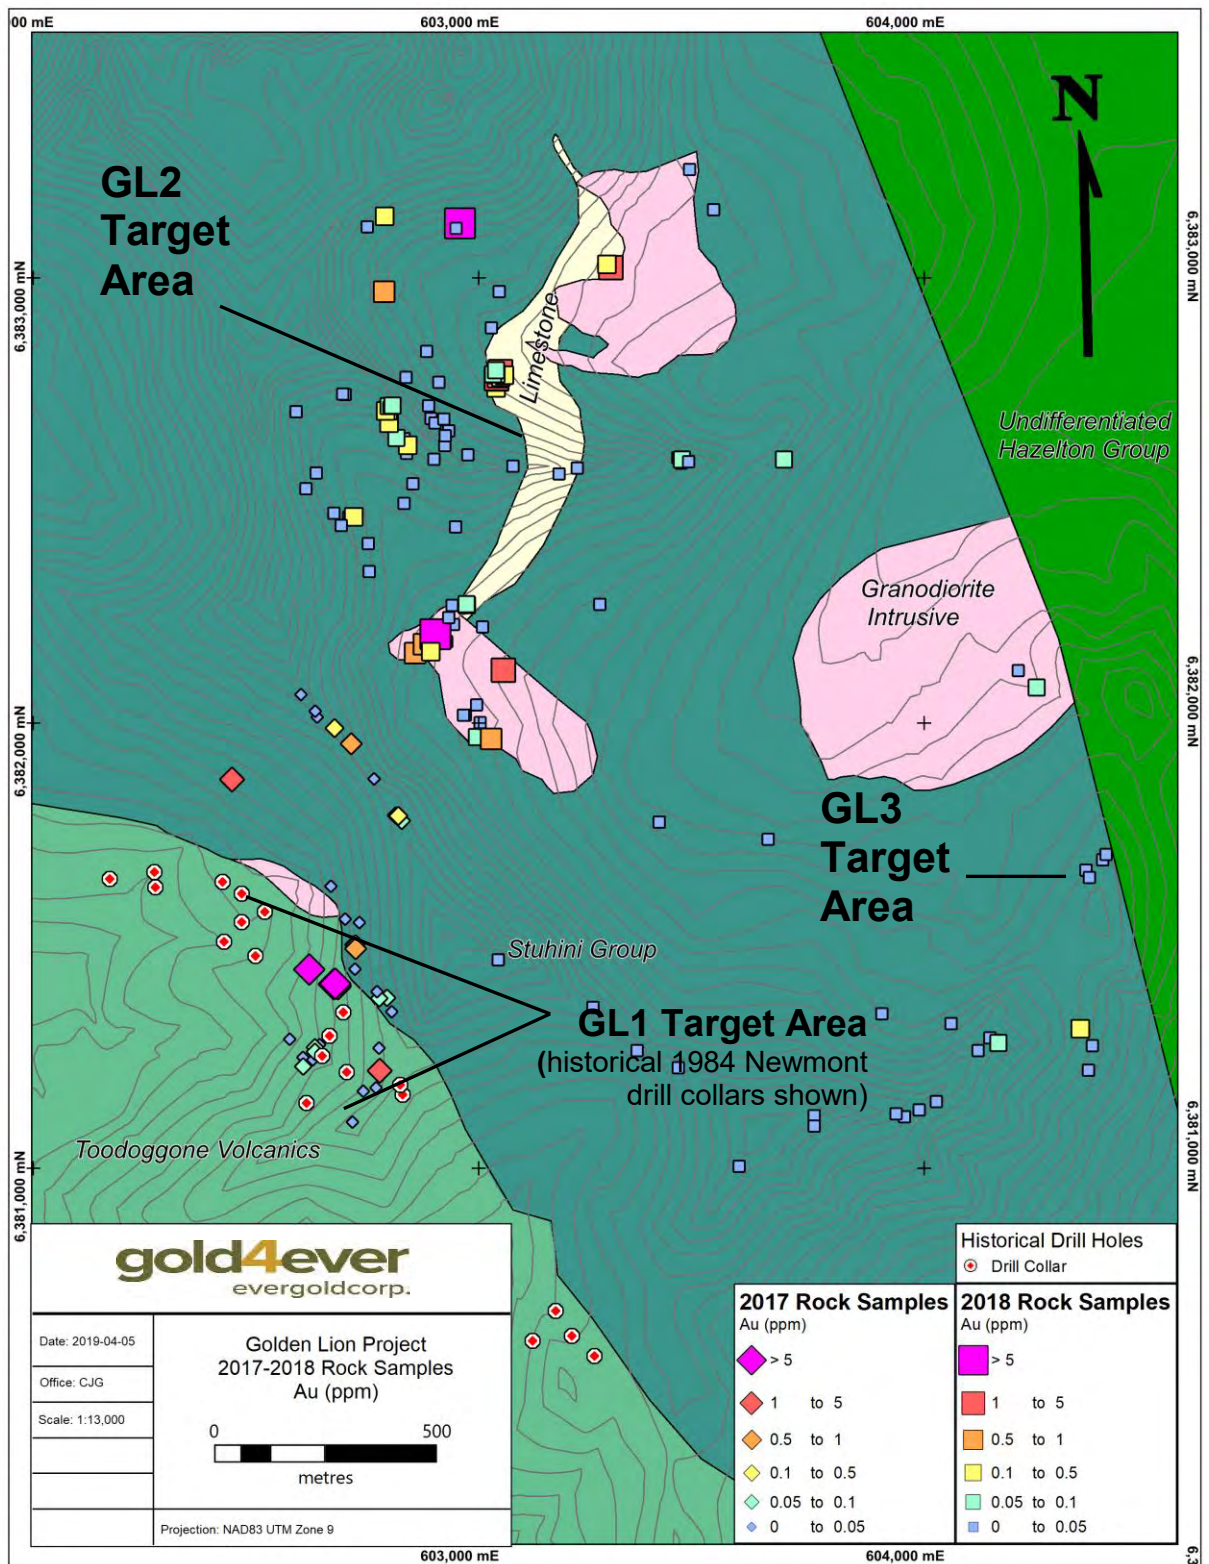 00 mE
603,000 mE
604,000 mE
N
GL2
Target
Area
6,383,000 mN
6,383,000 mN
Limestone
Undifferentiated
Hazelton Group
Granodiorite
Intrusive
6,382,000 mN
6,382,000 mN
GL3
Target
Area
Stuhini Group
GL1 Target Area
(historical 1984 Newmont
drill collars shown)
Toodoggone Volcanics
6,381,000 mN
6,381,000 mN
gold4ever
evergoldcorp.
Date: 2019-04-05
Office: CJG
Scale: 1:13,000
Golden Lion Project
2017-2018 Rock Samples
Au (ppm)
0 500
metres
Projection: NAD83 UTM Zone 9
Historical Drill Holes
Drill Collar
2017 Rock Samples
Au (ppm)
> 5
1 to 5
0.5 to 1
0.1 to 0.5
0.05 to 0.1
0 to 0.05
2018 Rock Samples
Au (ppm)
> 5
1 to 5
0.5 to 1
0.1 to 0.5
0.05 to 0.1
0 to 0.05
603,000 mE
604,000 mE
6,3